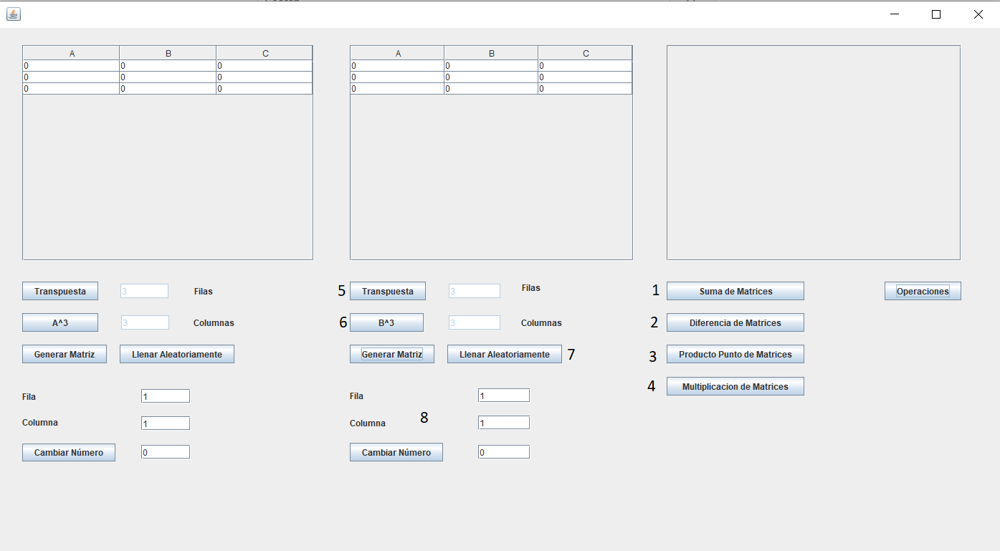 A B C A B C
0 0 0 0 0 0
0 0 0 0 0 0
0 0 0 0 0 0
Transpuesta 3 Filas 5 Transpuesta 3 Filas 1 Suma de Matrices Operaciones
A^3 3 Columnas 6 B^3 3 Columnas 2 Diferencia de Matrices
Generar Matriz Llenar Aleatoriamente Generar Matriz Llenar Aleatoriamente 7 3 Producto Punto de Matrices
4 Multiplicacion de Matrices
Fila 1 Fila 1
Columna 1 Columna 8 1
Cambiar Número 0 Cambiar Número 0